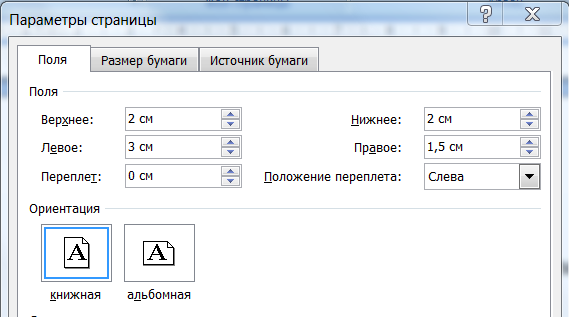 Параметры страницы
Поля Размер бумаги Источник бумаги
Поля
Верхнее: 2 см Нижнее: 2 см
Левое: 3 см Правое: 1,5 см
Переплет: 0 см Положение переплета: Слева
Ориентация
A A
книжная альбомная